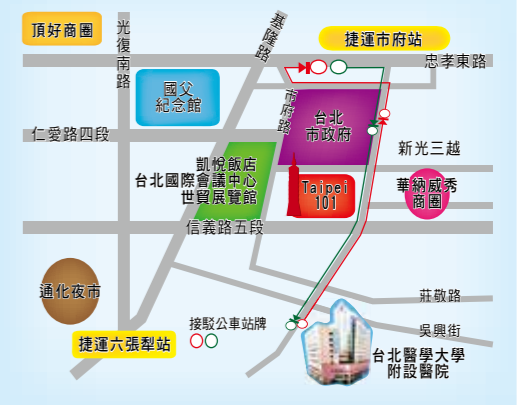 頂好商圈
光復南路
基隆路
捷運市府站
忠孝東路
國父
紀念館
市府路
台北
市政府
仁愛路四段
新光三越
凱悅飯店
台北國際會議中心
世貿展覽館
Taipei
101
華納威秀
商圈
信義路五段
通化夜市
莊敬路
接駁公車站牌
吳興街
捷運六張犁站
台北醫學大學
附設醫院